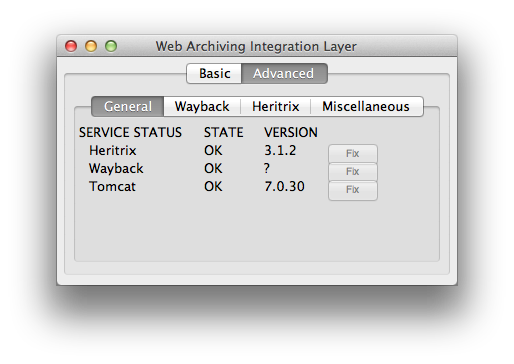 Web Archiving Integration Layer
Basic Advanced
General Wayback Heritrix Miscellaneous
SERVICE STATUS STATE VERSION
Heritrix OK 3.1.2 Fix
Wayback OK ? Fix
Tomcat OK 7.0.30 Fix